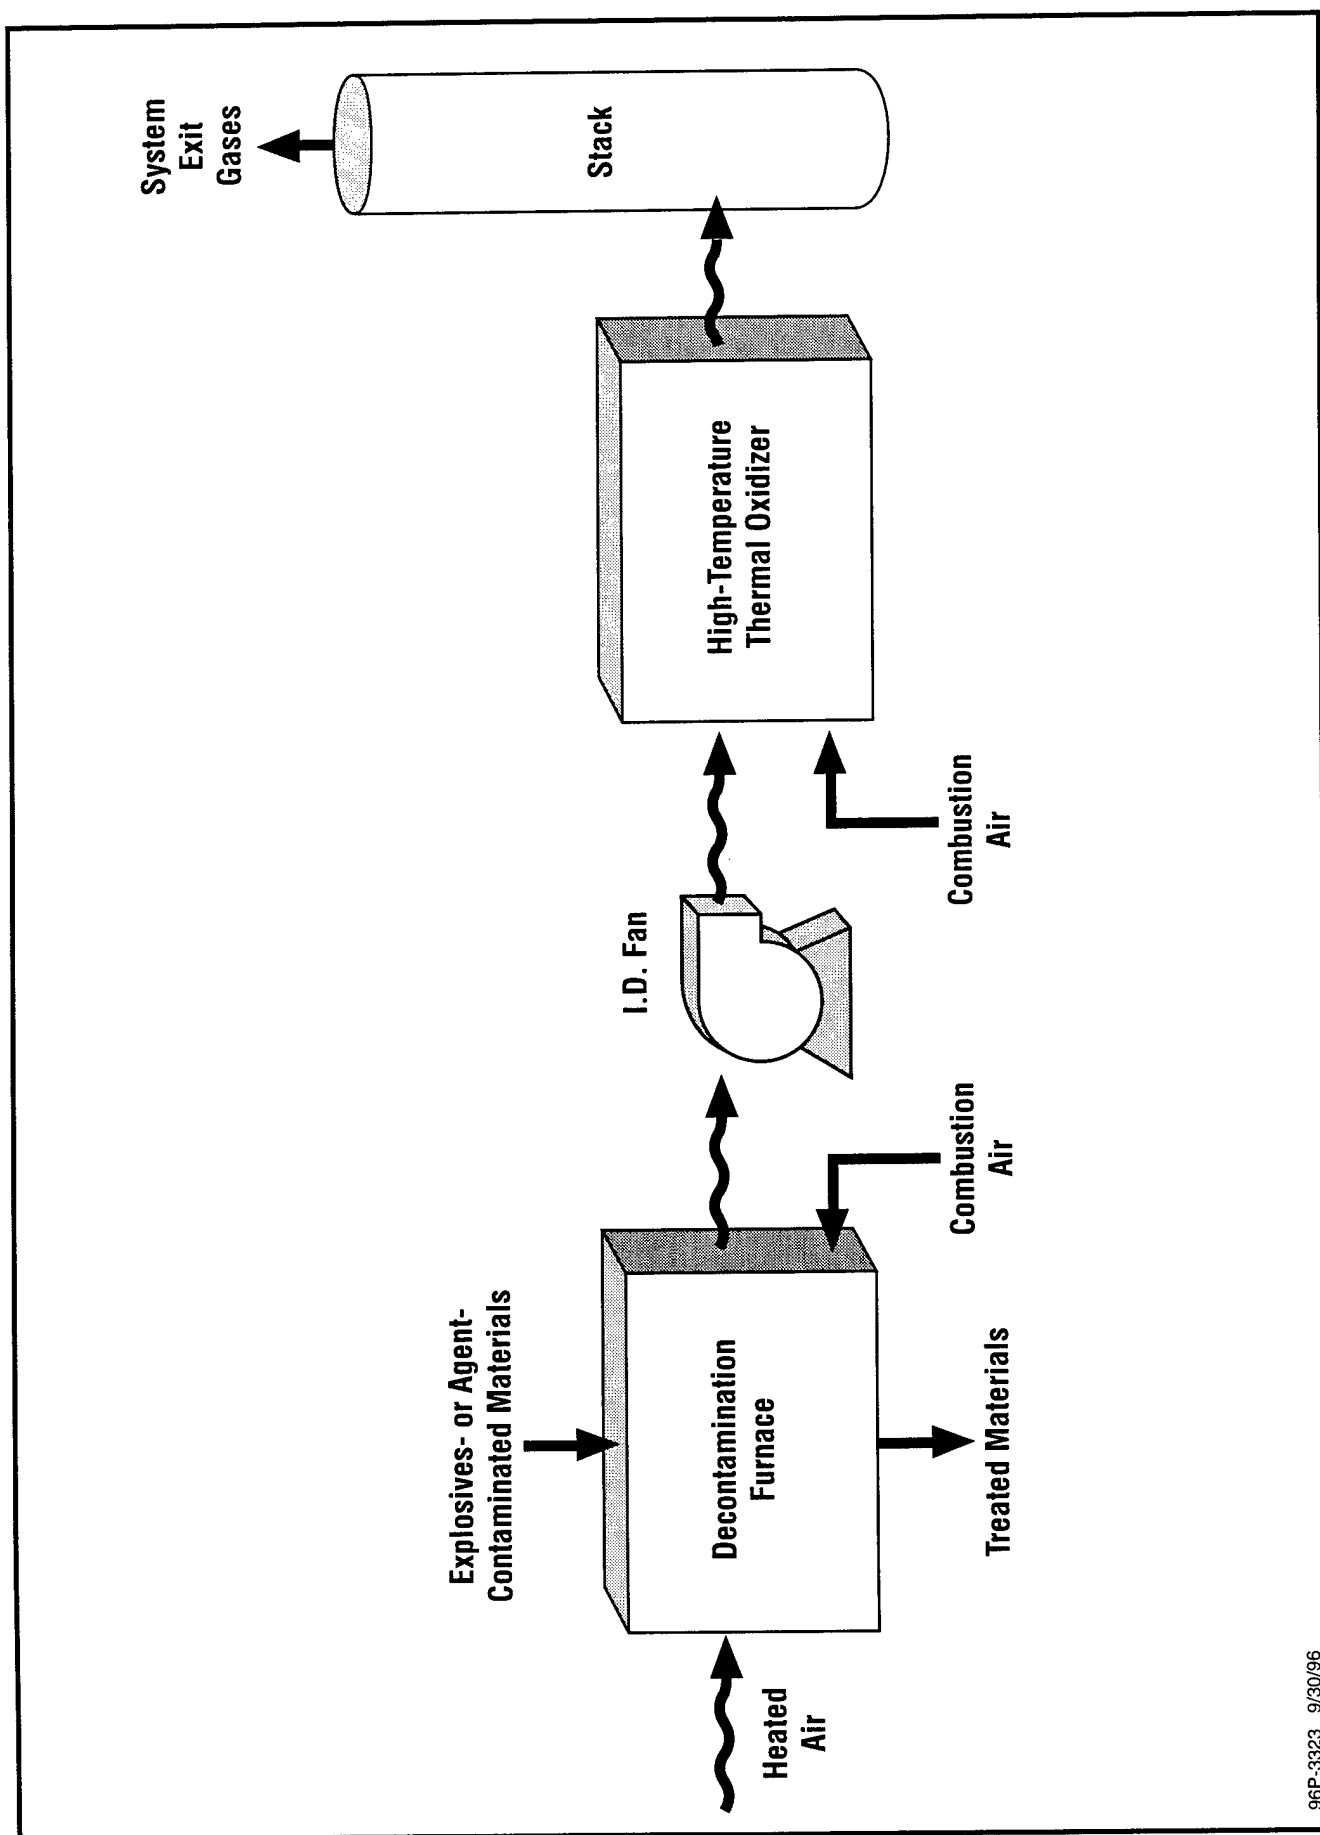 System
Exit
Gases
Stack
High-Temperature
Thermal Oxidizer
I.D. Fan
Combustion
Air
Explosives- or Agent-
Contaminated Materials
Decontamination
Furnace
Combustion
Air
Treated Materials
Heated
Air
96P-3323 9/30/96